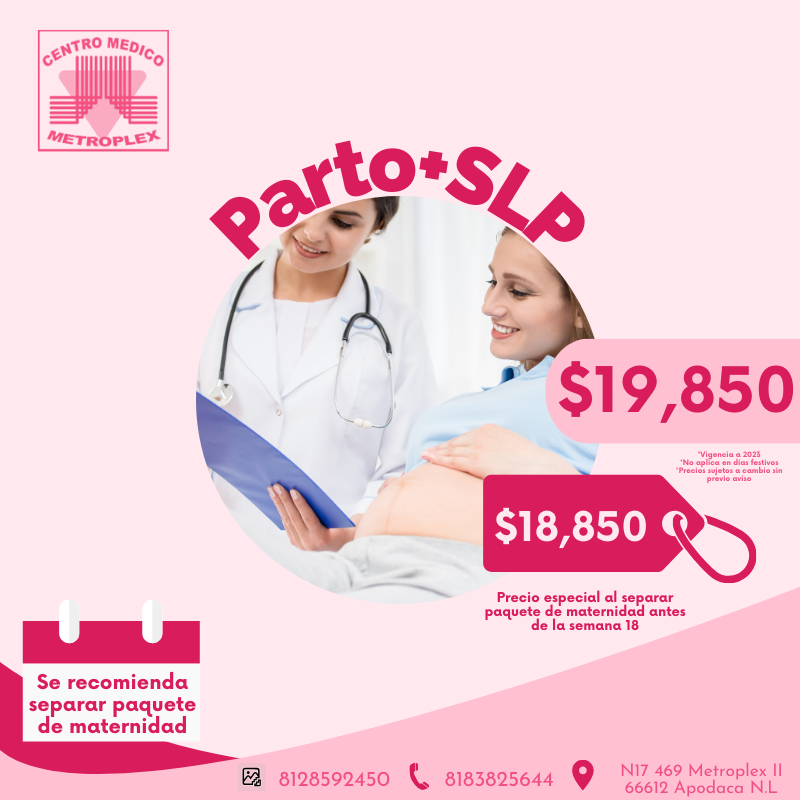 CENTRO MEDICO
METROPLEX
Parto+SLP
$19,850
*Vigencia a 2023
*No aplica en días festivos
*Precios sujetos a cambio sin
previo aviso
$18,850
Precio especial al separar
paquete de maternidad antes
de la semana 18
Se recomienda
separar paquete
de maternidad
8128592450
8183825644
N17 469 Metroplex II
66612 Apodaca N.L